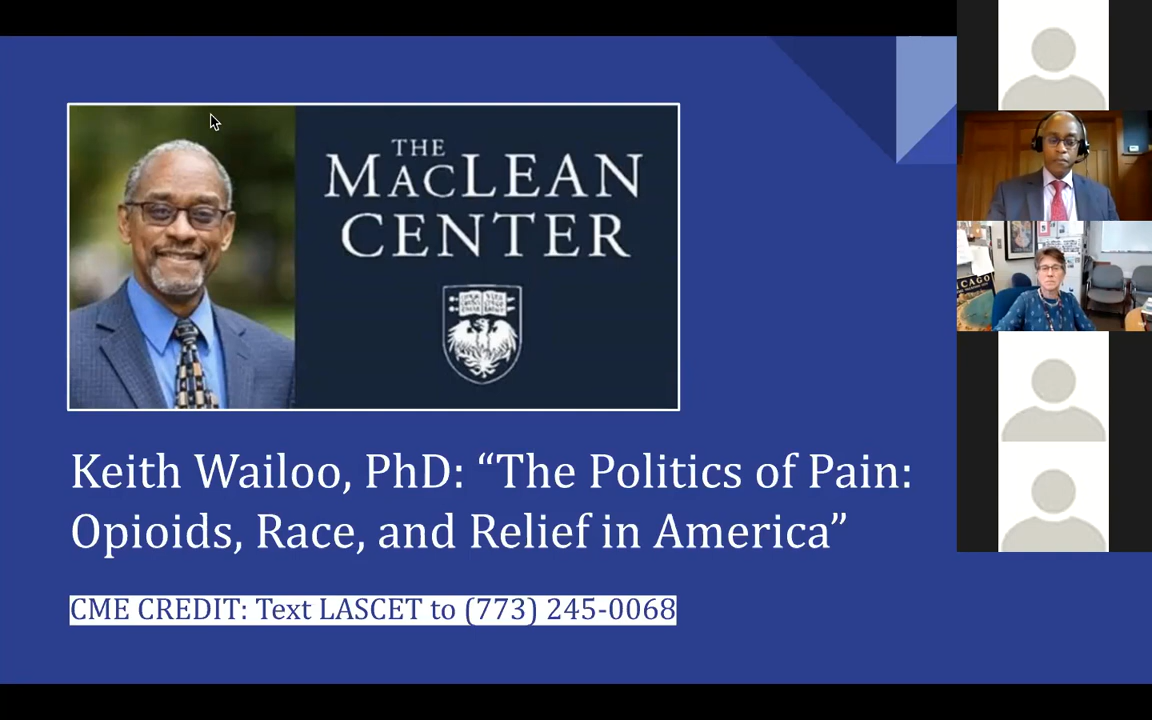 THE
MACLEAN
CENTER
Keith Wailoo, PhD: “The Politics of Pain:
Opioids, Race, and Relief in America”
CME CREDIT: Text LASCET to (773) 245-0068